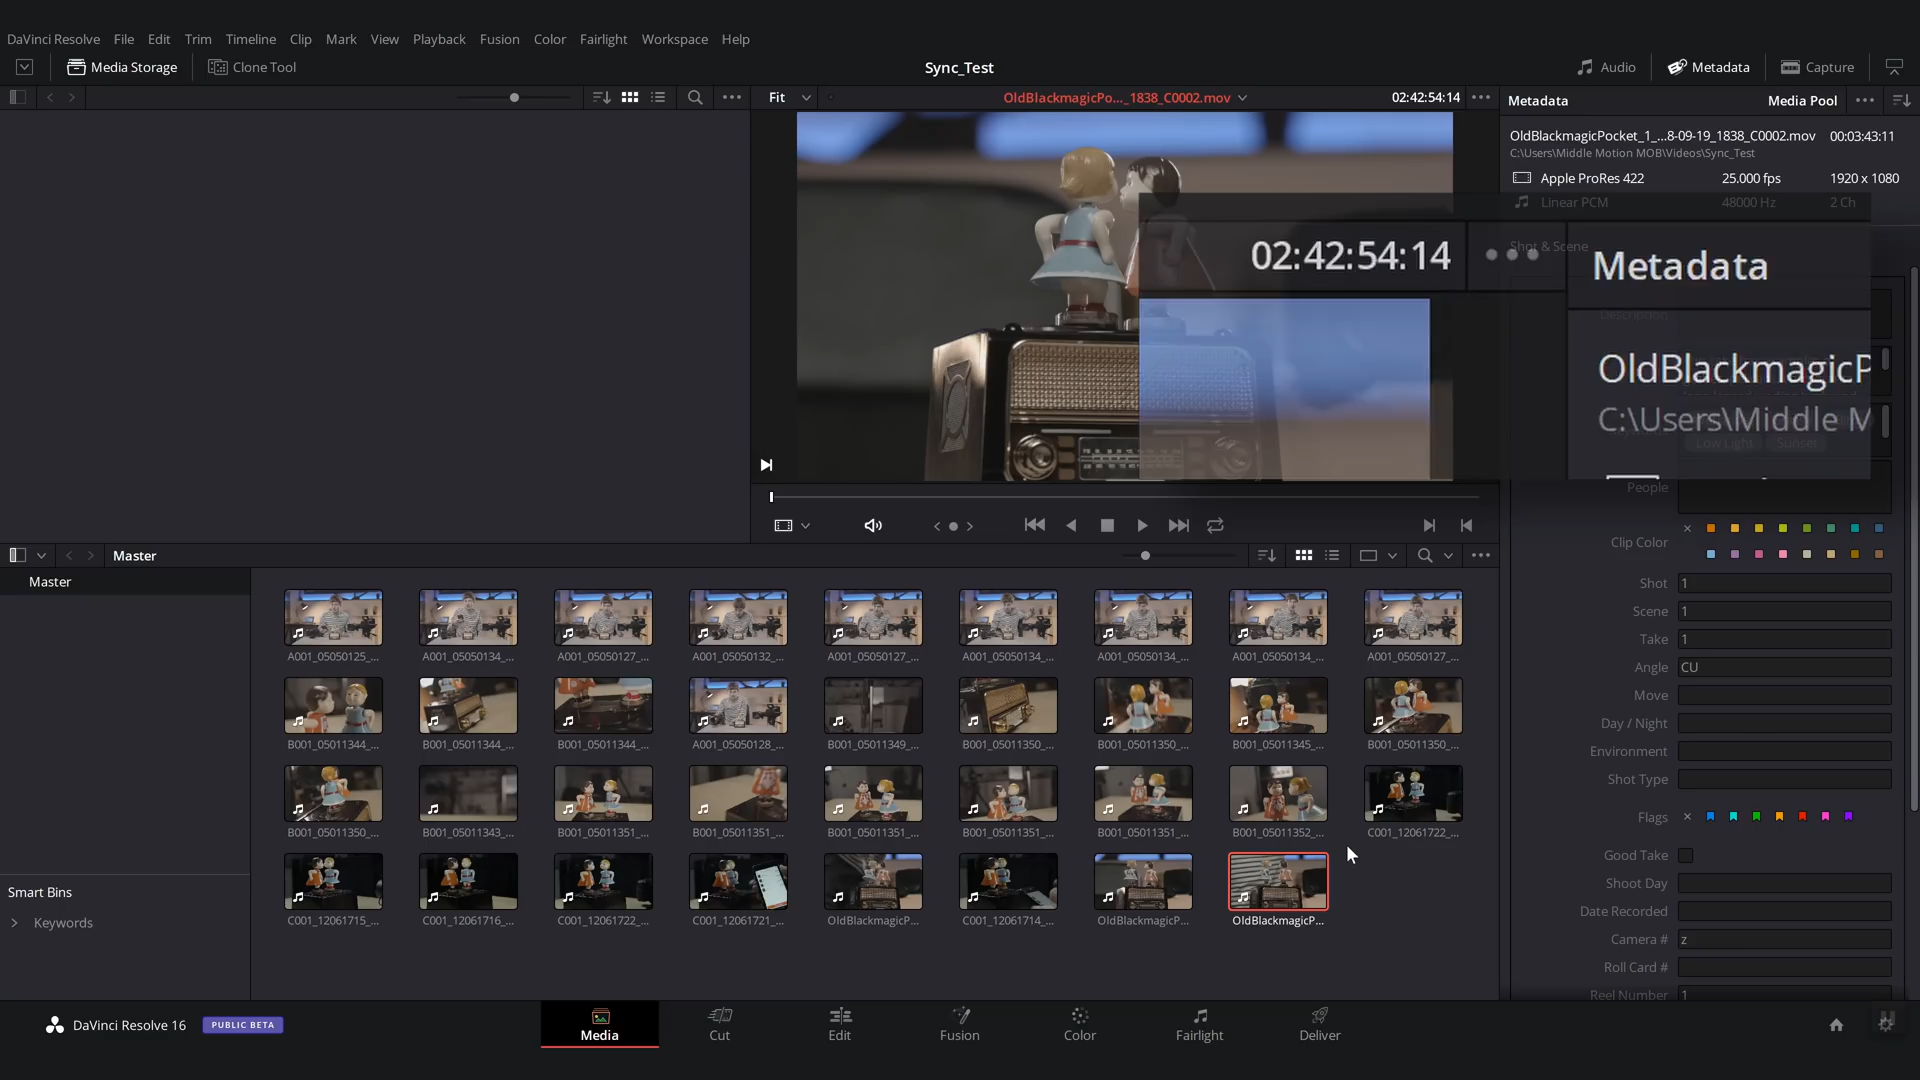 DaVinci Resolve File Edit Trim Timeline Clip Mark View Playback Fusion Color Fairlight Workspace Help
Media Storage Clone Tool Sync_Test Audio Metadata Capture
Fit OldBlackmagicPo..._1838_C0002.mov 02:42:54:14 Metadata Media Pool
OldBlackmagicPocket_1_...8-09-19_1838_C0002.mov 00:03:43:11
C:\Users\Middle Motion MOB\Videos\Sync_Test
Apple ProRes 422 25.000 fps 1920 x 1080
Linear PCM 48000 Hz 2 Ch
Shot & Scene
02:42:54:14 Metadata
Description
OldBlackmagicP
C:\Users\Middle M
Low Light Sunset
People
Clip Color
Master
Master
A001_05050125_... A001_05050134_... A001_05050127_... A001_05050132_... A001_05050127_... A001_05050134_... A001_05050134_... A001_05050134_... A001_05050127_...
B001_05011344_... B001_05011344_... B001_05011344_... A001_05050128_... B001_05011349_... B001_05011350_... B001_05011350_... B001_05011345_... B001_05011350_...
B001_05011350_... B001_05011343_... B001_05011351_... B001_05011351_... B001_05011351_... B001_05011351_... B001_05011351_... B001_05011352_... C001_12061722_...
C001_12061715_... C001_12061716_... C001_12061722_... C001_12061721_... OldBlackmagicP... C001_12061714_... OldBlackmagicP... OldBlackmagicP...
Smart Bins
Keywords
Shot 1
Scene 1
Take 1
Angle CU
Move
Day / Night
Environment
Shot Type
Flags
Good Take
Shoot Day
Date Recorded
Camera # z
Roll Card #
Reel Number 1
DaVinci Resolve 16 PUBLIC BETA
Media Cut Edit Fusion Color Fairlight Deliver